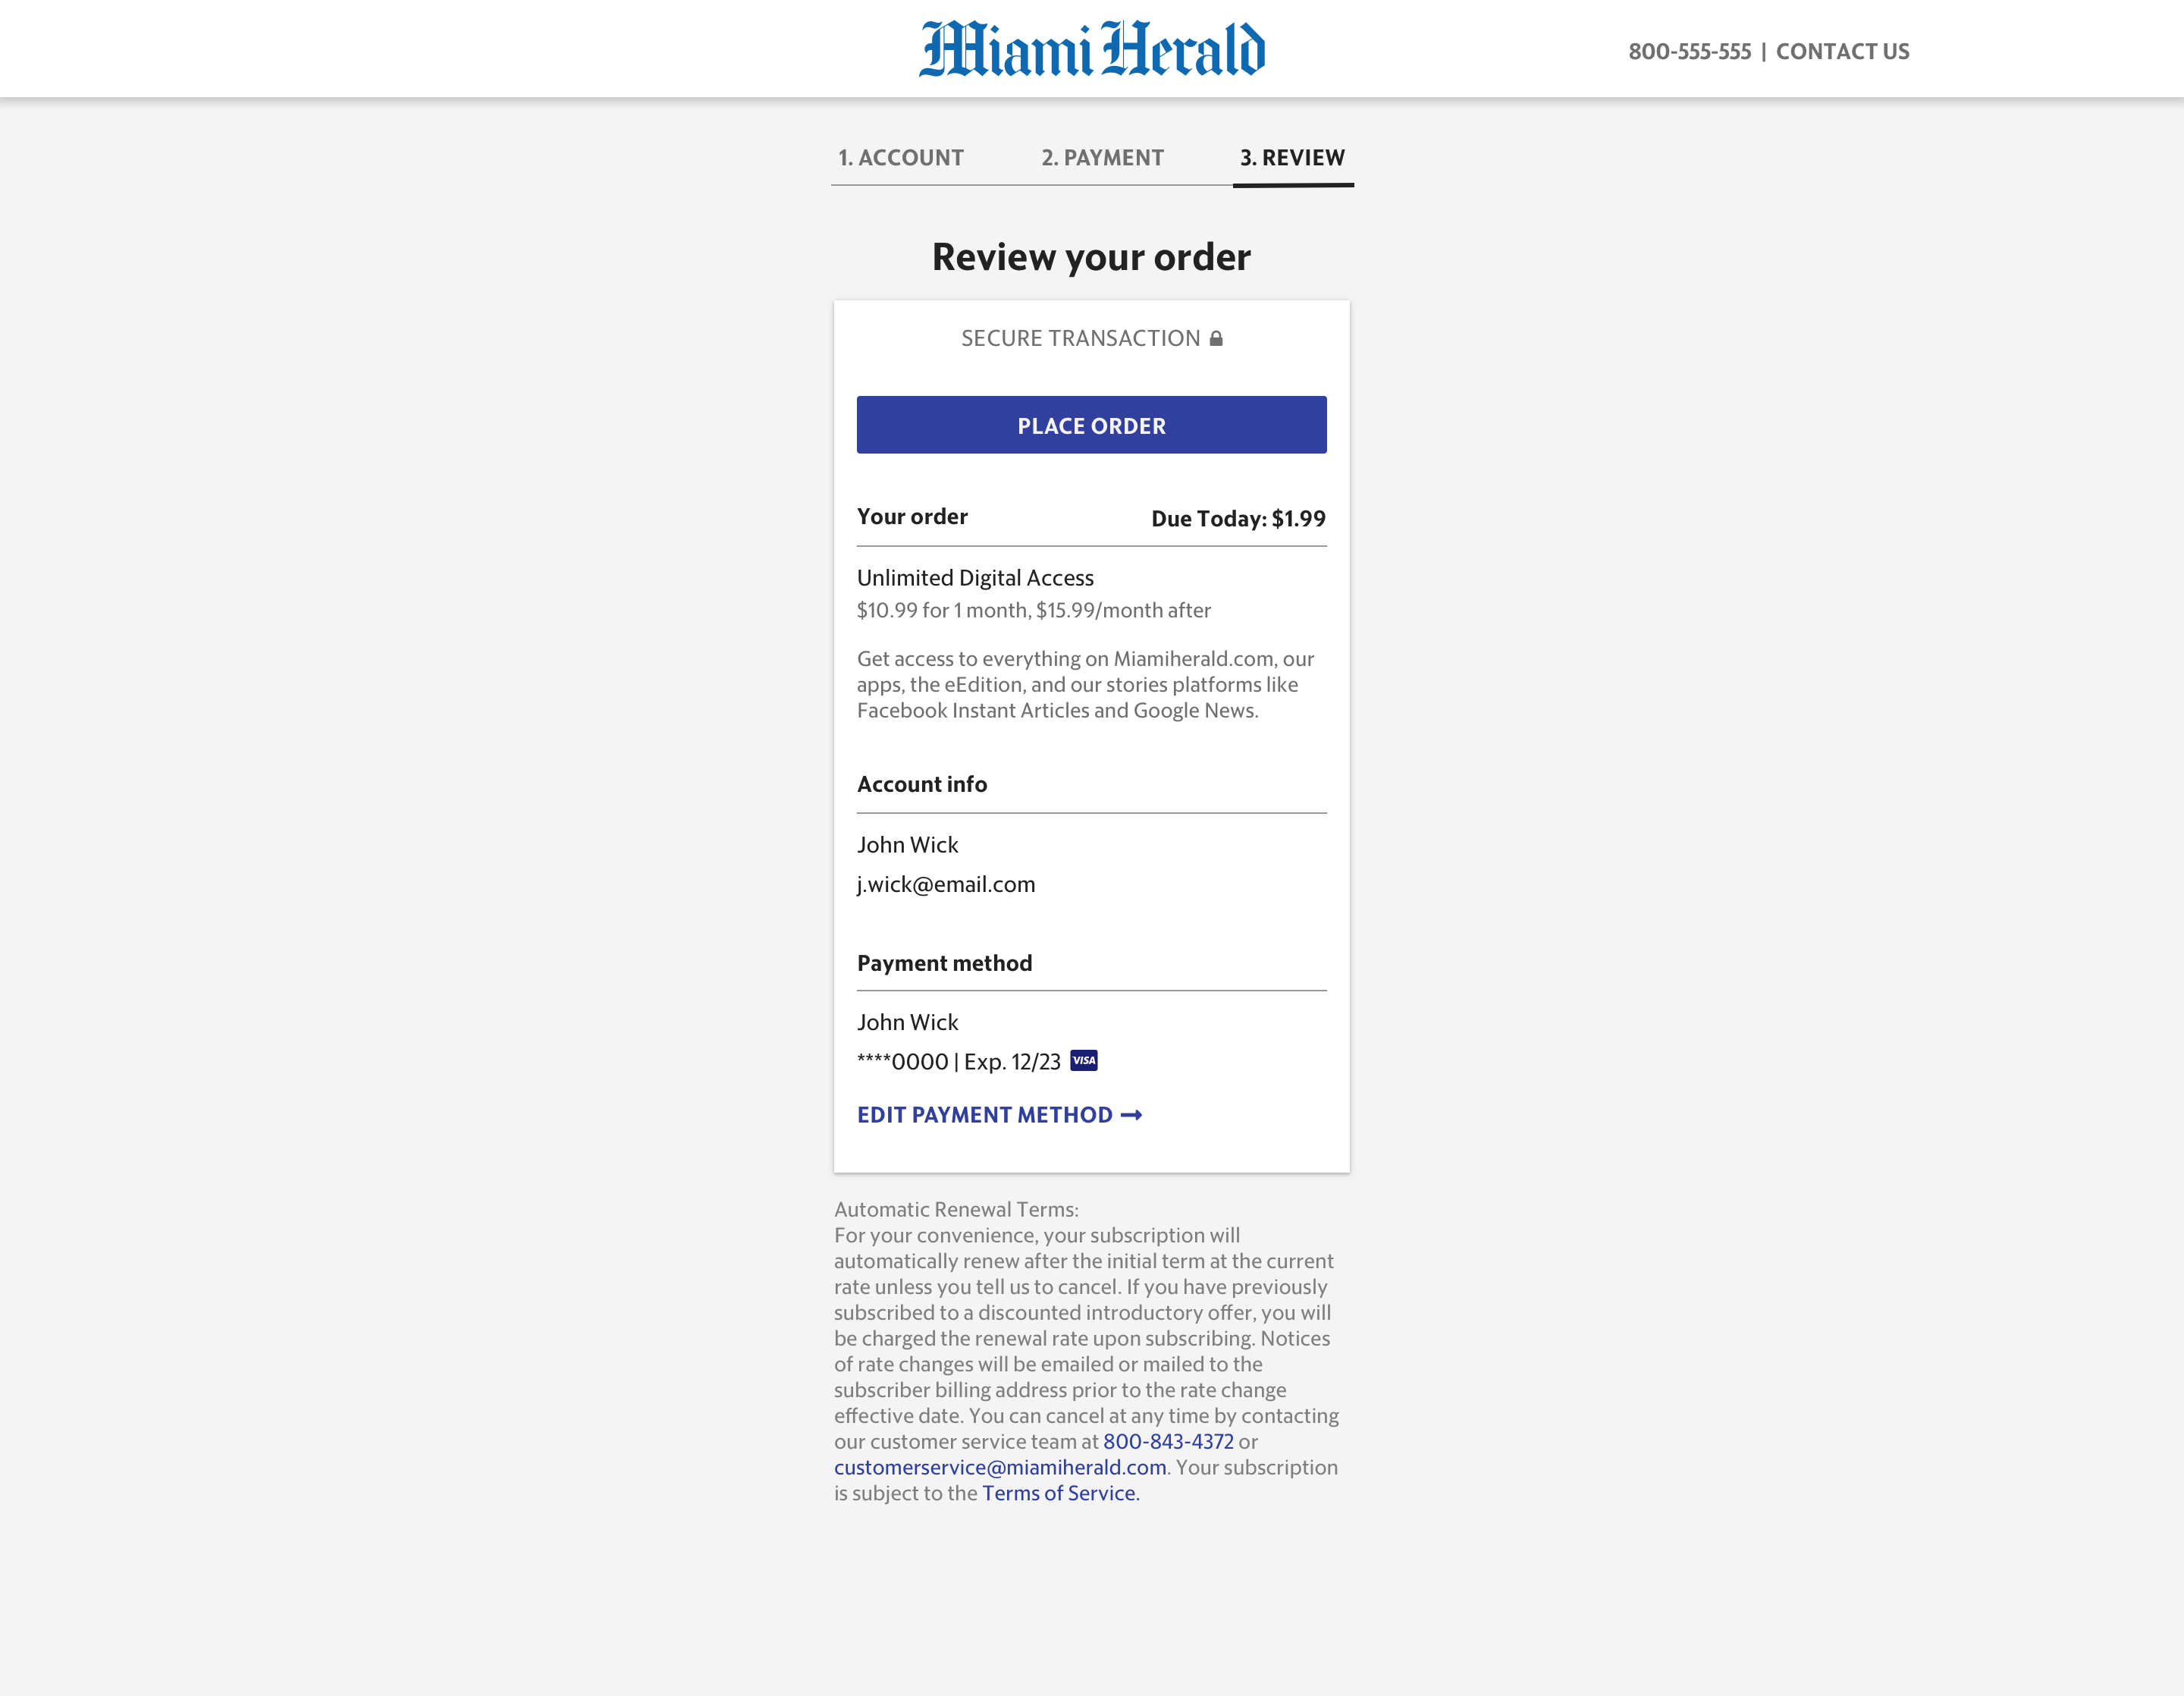 Miami Herald
800-555-555 | CONTACT US
1. ACCOUNT 2. PAYMENT 3. REVIEW
Review your order
SECURE TRANSACTION
PLACE ORDER
Your order Due Today: $1.99
Unlimited Digital Access
$10.99 for 1 month, $15.99/month after
Get access to everything on Miamiherald.com, our
apps, the eEdition, and our stories platforms like
Facebook Instant Articles and Google News.
Account info
John Wick
j.wick@email.com
Payment method
John Wick
****0000 | Exp. 12/23 VISA
EDIT PAYMENT METHOD
Automatic Renewal Terms:
For your convenience, your subscription will
automatically renew after the initial term at the current
rate unless you tell us to cancel. If you have previously
subscribed to a discounted introductory offer, you will
be charged the renewal rate upon subscribing. Notices
of rate changes will be emailed or mailed to the
subscriber billing address prior to the rate change
effective date. You can cancel at any time by contacting
our customer service team at 800-843-4372 or
customerservice@miamiherald.com. Your subscription
is subject to the Terms of Service.